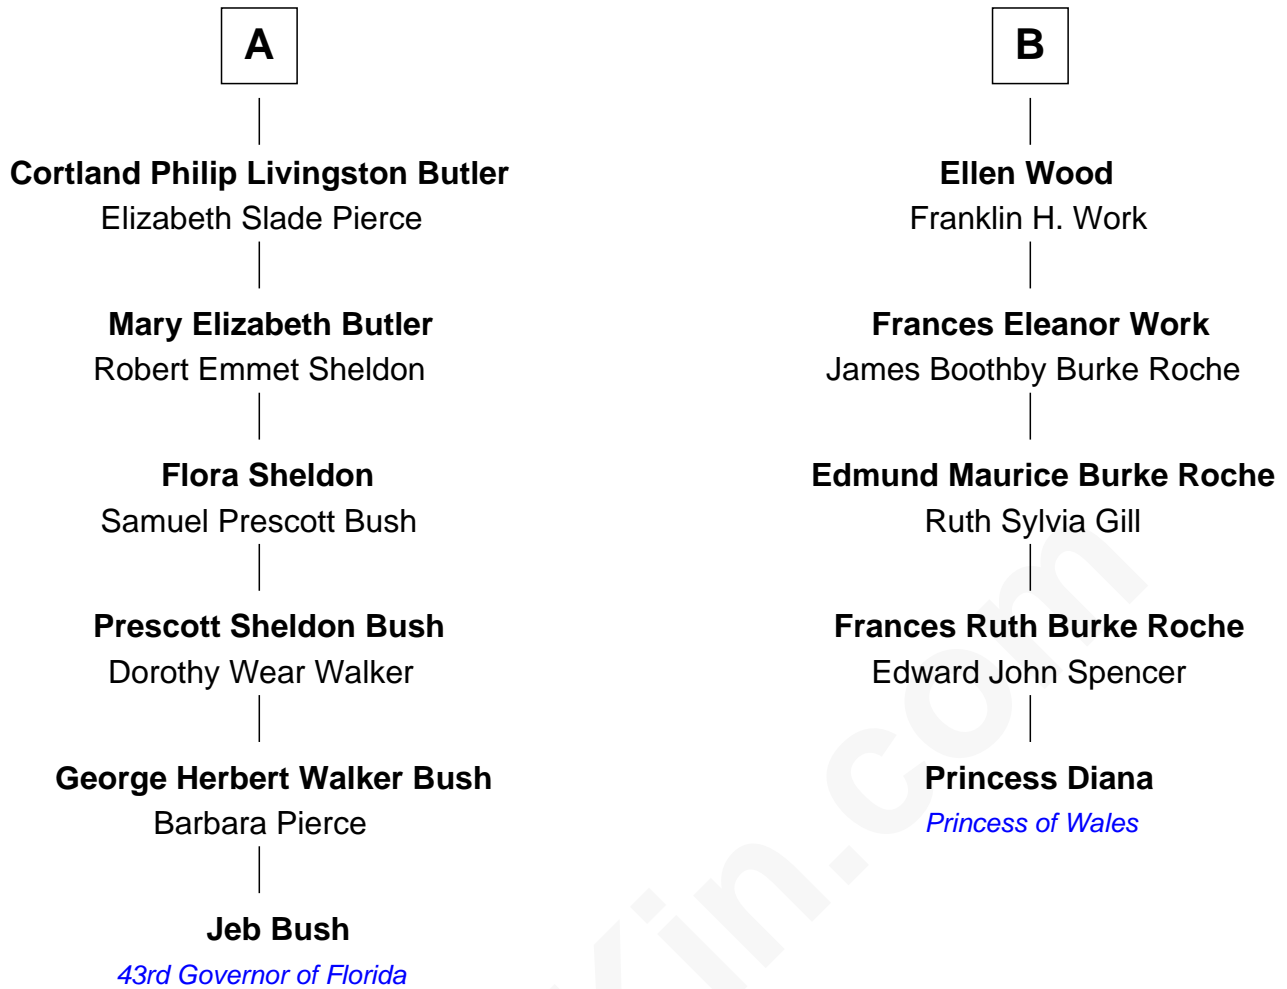 A
Cortland Philip Livingston Butler
Elizabeth Slade Pierce
Mary Elizabeth Butler
Robert Emmet Sheldon
Flora Sheldon
Samuel Prescott Bush
Prescott Sheldon Bush
Dorothy Wear Walker
George Herbert Walker Bush
Barbara Pierce
Jeb Bush
43rd Governor of Florida
B
Ellen Wood
Franklin H. Work
Frances Eleanor Work
James Boothby Burke Roche
Edmund Maurice Burke Roche
Ruth Sylvia Gill
Frances Ruth Burke Roche
Edward John Spencer
Princess Diana
Princess of Wales
Kin.com